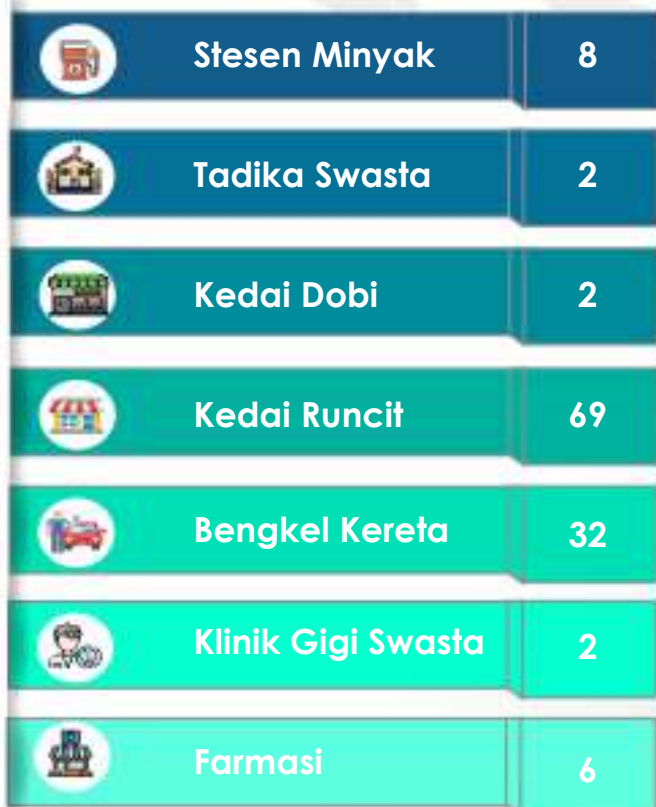 Stesen Minyak 8
Tadika Swasta 2
Kedai Dobi 2
Kedai Runcit 69
Bengkel Kereta 32
Klinik Gigi Swasta 2
Farmasi 6